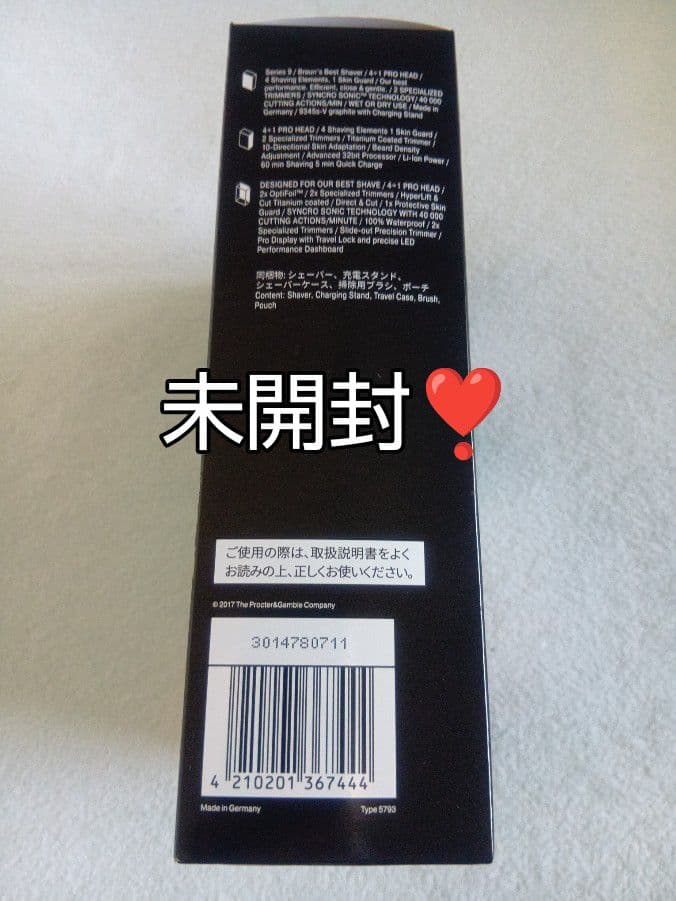 Series 9 / Braun's Best Shaver / 4+1 PRO HEAD /
4 Shaving Elements, 1 Skin Guard / Our best
performance. Efficient, close & gentle. / 2 SPECIALIZED
TRIMMERS / SYNCRO SONIC™ TECHNOLOGY / 40 000
CUTTING ACTIONS/MIN / WET OR DRY USE / Made in
Germany / 9345s-V graphite with Charging Stand
4+1 PRO HEAD / 4 Shaving Elements 1 Skin Guard /
2 Specialized Trimmers / Titanium Coated Trimmer /
10-Directional Skin Adaptation / Beard Density
Adjustment / Advanced 32bit Processor / Li-Ion Power /
60 min Shaving 5 min Quick Charge
DESIGNED FOR OUR BEST SHAVE / 4+1 PRO HEAD /
2x OptiFoil™ / 2x Specialized Trimmers / HyperLift &
Cut Titanium coated / Direct & Cut / 1x Protective Skin
Guard / SYNCRO SONIC TECHNOLOGY WITH 40 000
CUTTING ACTIONS/MINUTE / 100% Waterproof / 2x
Specialized Trimmers / Slide-out Precision Trimmer /
Pro Display with Travel Lock and precise LED
Performance Dashboard
同梱物: シェーバー、充電スタンド、
シェーバーケース、掃除用ブラシ、ポーチ
Content: Shaver, Charging Stand, Travel Case, Brush,
Pouch
未開封❣️
ご使用の際は、取扱説明書をよく
お読みの上、正しくお使いください。
© 2017 The Procter&Gamble Company
3014780711
4 210201 367444
Made in Germany Type 5793